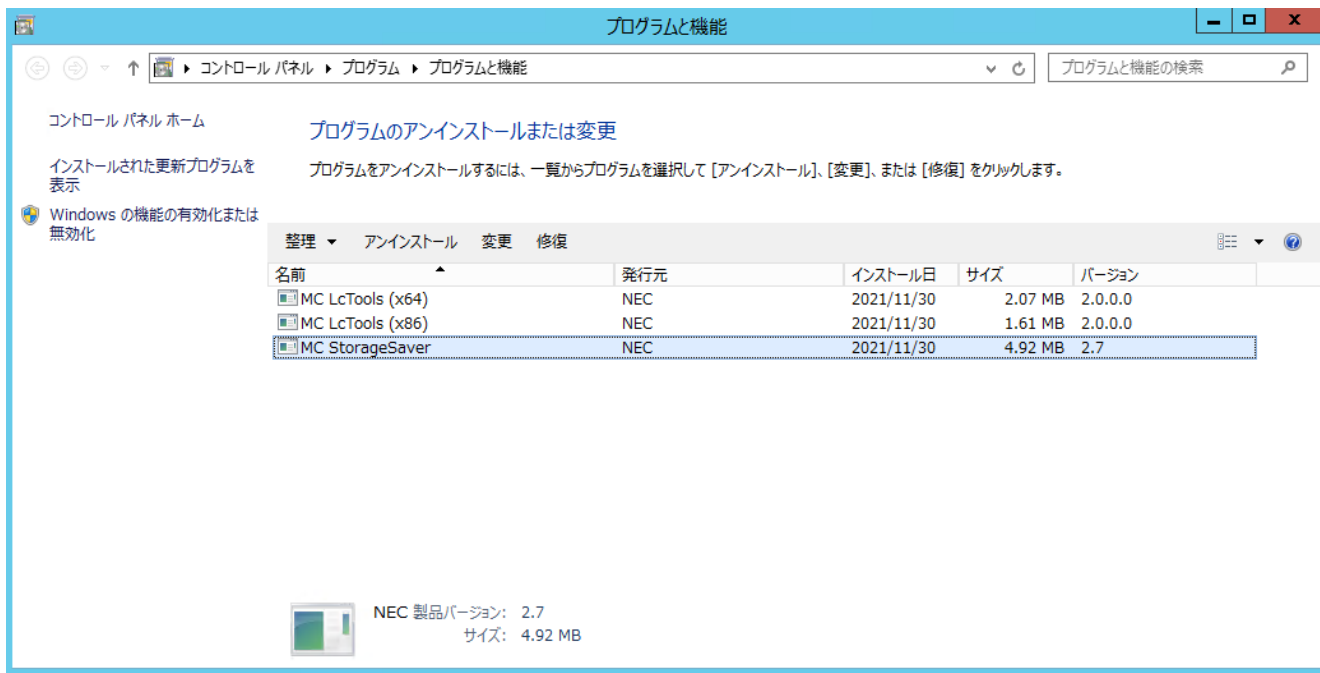 プログラムと機能
コントロール パネル プログラム プログラムと機能
プログラムと機能の検索
コントロール パネル ホーム
インストールされた更新プログラムを
表示
Windows の機能の有効化または
無効化
プログラムのアンインストールまたは変更
プログラムをアンインストールするには、一覧からプログラムを選択して [アンインストール]、[変更]、または [修復] をクリックします。
整理 アンインストール 変更 修復
名前 発行元 インストール日 サイズ バージョン
MC LcTools (x64) NEC 2021/11/30 2.07 MB 2.0.0.0
MC LcTools (x86) NEC 2021/11/30 1.61 MB 2.0.0.0
MC StorageSaver NEC 2021/11/30 4.92 MB 2.7
NEC 製品バージョン: 2.7
サイズ: 4.92 MB